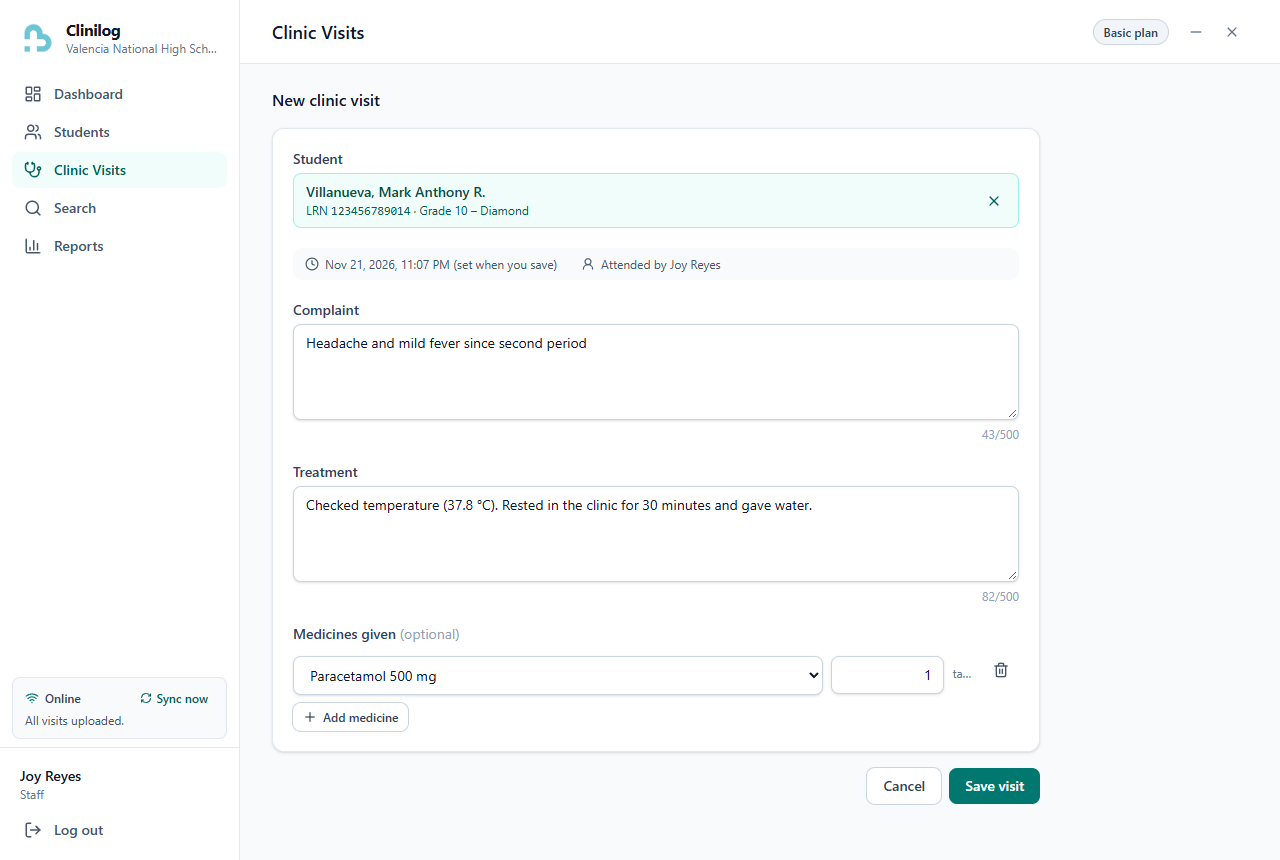 Clinilog
Valencia National High Sch...
Dashboard
Students
Clinic Visits
Search
Reports
Online
Sync now
All visits uploaded.
Joy Reyes
Staff
Log out
Clinic Visits
Basic plan
New clinic visit
Student
Villanueva, Mark Anthony R.
LRN 123456789014 · Grade 10 – Diamond
Nov 21, 2026, 11:07 PM (set when you save)
Attended by Joy Reyes
Complaint
Headache and mild fever since second period
43/500
Treatment
Checked temperature (37.8 °C). Rested in the clinic for 30 minutes and gave water.
82/500
Medicines given (optional)
Paracetamol 500 mg
1
ta...
Add medicine
Cancel
Save visit